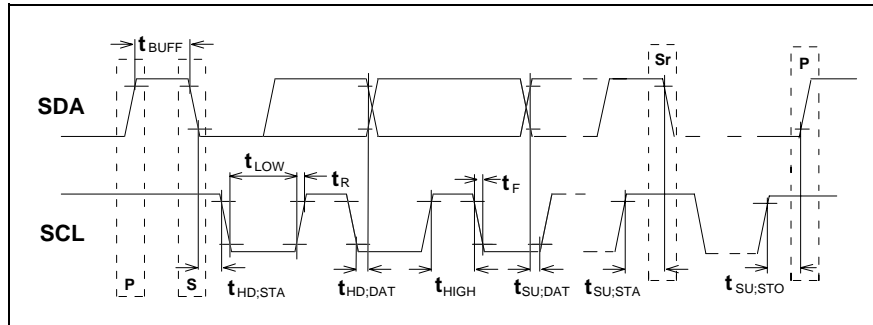 tBUFF
Sr
P
SDA
tLOW
tR
tF
SCL
P
S
tHD;STA
tHD;DAT
tHIGH
tSU;DAT
tSU;STA
tSU;STO